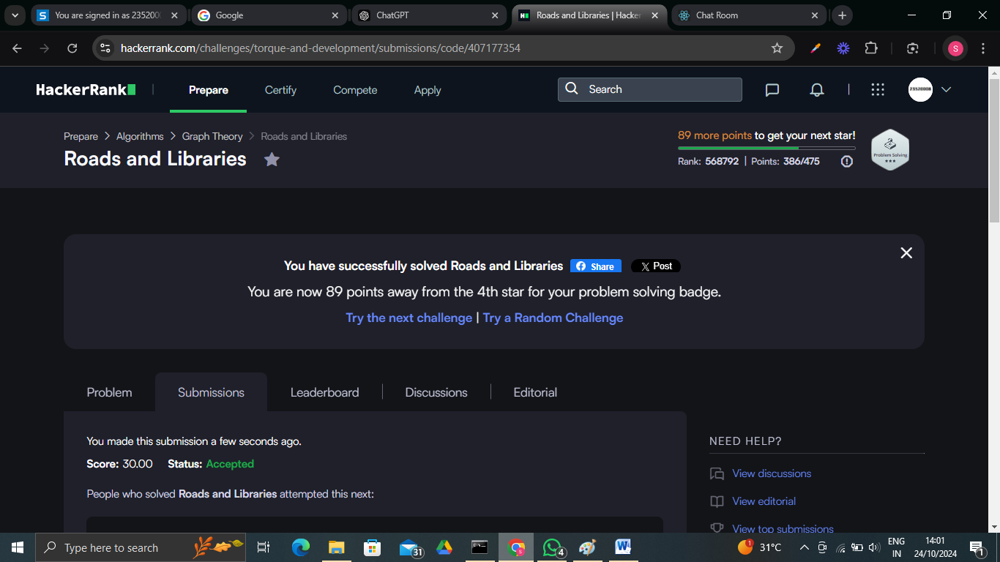 You are signed in as 2352000
Google
ChatGPT
Roads and Libraries | Hacker
Chat Room
hackerrank.com/challenges/torque-and-development/submissions/code/407177354
S
HackerRank
Prepare
Certify
Compete
Apply
Search
23520008
Prepare > Algorithms > Graph Theory > Roads and Libraries
Roads and Libraries
89 more points to get your next star!
Rank: 568792 | Points: 386/475
Problem Solving
You have successfully solved Roads and Libraries
Share
Post
You are now 89 points away from the 4th star for your problem solving badge.
Try the next challenge | Try a Random Challenge
Problem
Submissions
Leaderboard
Discussions
Editorial
You made this submission a few seconds ago.
Score: 30.00 Status: Accepted
People who solved Roads and Libraries attempted this next:
NEED HELP?
View discussions
View editorial
View top submissions
Type here to search
31
4
1
31°C
ENG
IN
14:01
24/10/2024
1